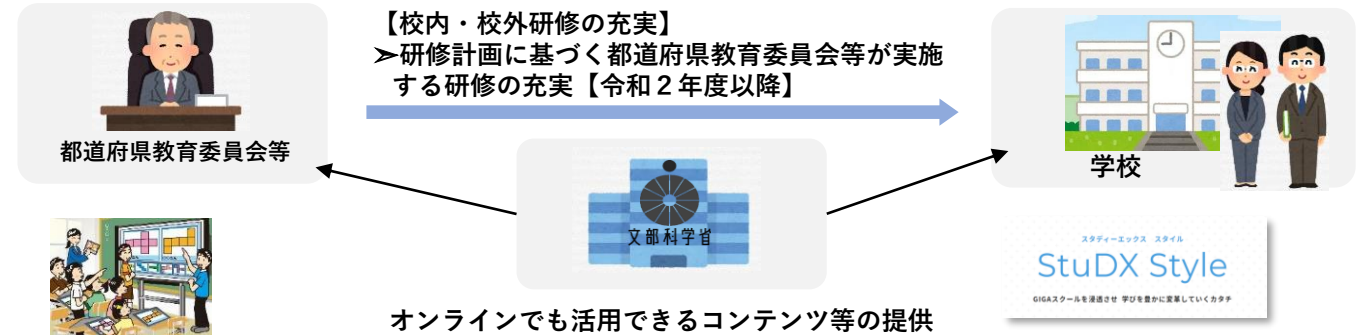 【校内・校外研修の充実】
➢研修計画に基づく都道府県教育委員会等が実施
する研修の充実【令和２年度以降】
都道府県教育委員会等
学校
文部科学省
スタディーエックス スタイル
StuDX Style
GIGAスクールを浸透させ 学びを豊かに変革していくカタチ
オンラインでも活用できるコンテンツ等の提供